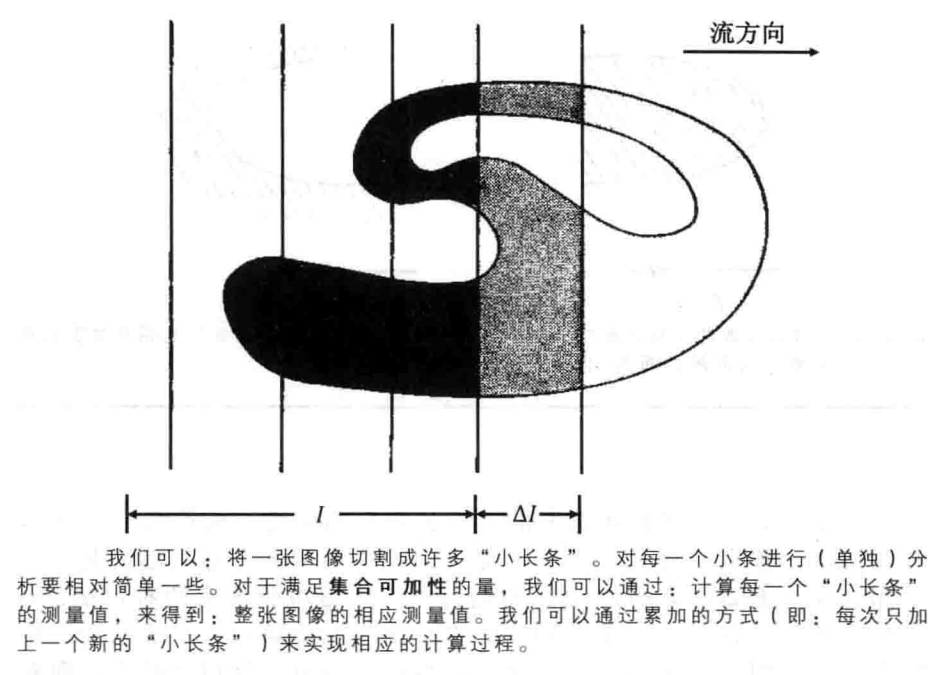 流方向
I
ΔI
我们可以：将一张图像切割成许多“小长条”。对每一个小条进行（单独）分
析要相对简单一些。对于满足集合可加性的量，我们可以通过：计算每一个“小长条”
的测量值，来得到：整张图像的相应测量值。我们可以通过累加的方式（即：每次只加
上一个新的“小长条”）来实现相应的计算过程。